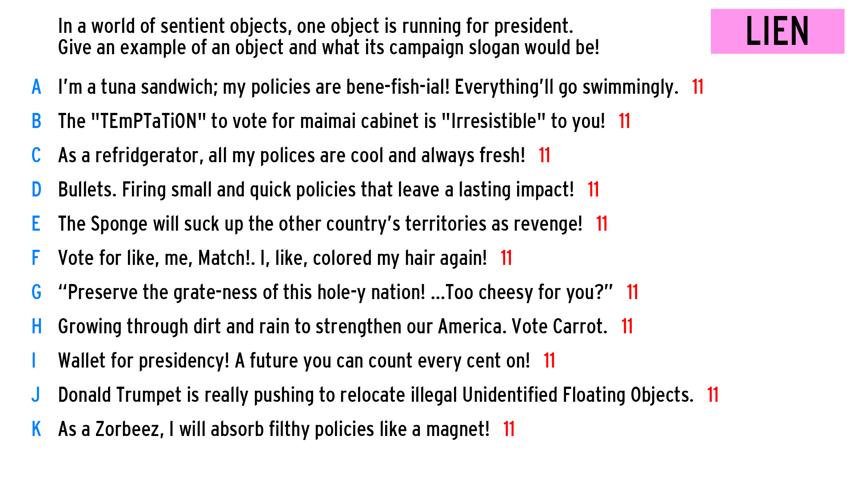 In a world of sentient objects, one object is running for president.
Give an example of an object and what its campaign slogan would be!
LIEN
A I'm a tuna sandwich; my policies are bene-fish-ial! Everything'll go swimmingly. 11
B The "TEmPTaTiON" to vote for maimai cabinet is "Irresistible" to you! 11
C As a refridgerator, all my polices are cool and always fresh! 11
D Bullets. Firing small and quick policies that leave a lasting impact! 11
E The Sponge will suck up the other country's territories as revenge! 11
F Vote for like, me, Match!. I, like, colored my hair again! 11
G “Preserve the grate-ness of this hole-y nation! ...Too cheesy for you?” 11
H Growing through dirt and rain to strengthen our America. Vote Carrot. 11
I Wallet for presidency! A future you can count every cent on! 11
J Donald Trumpet is really pushing to relocate illegal Unidentified Floating Objects. 11
K As a Zorbeez, I will absorb filthy policies like a magnet! 11